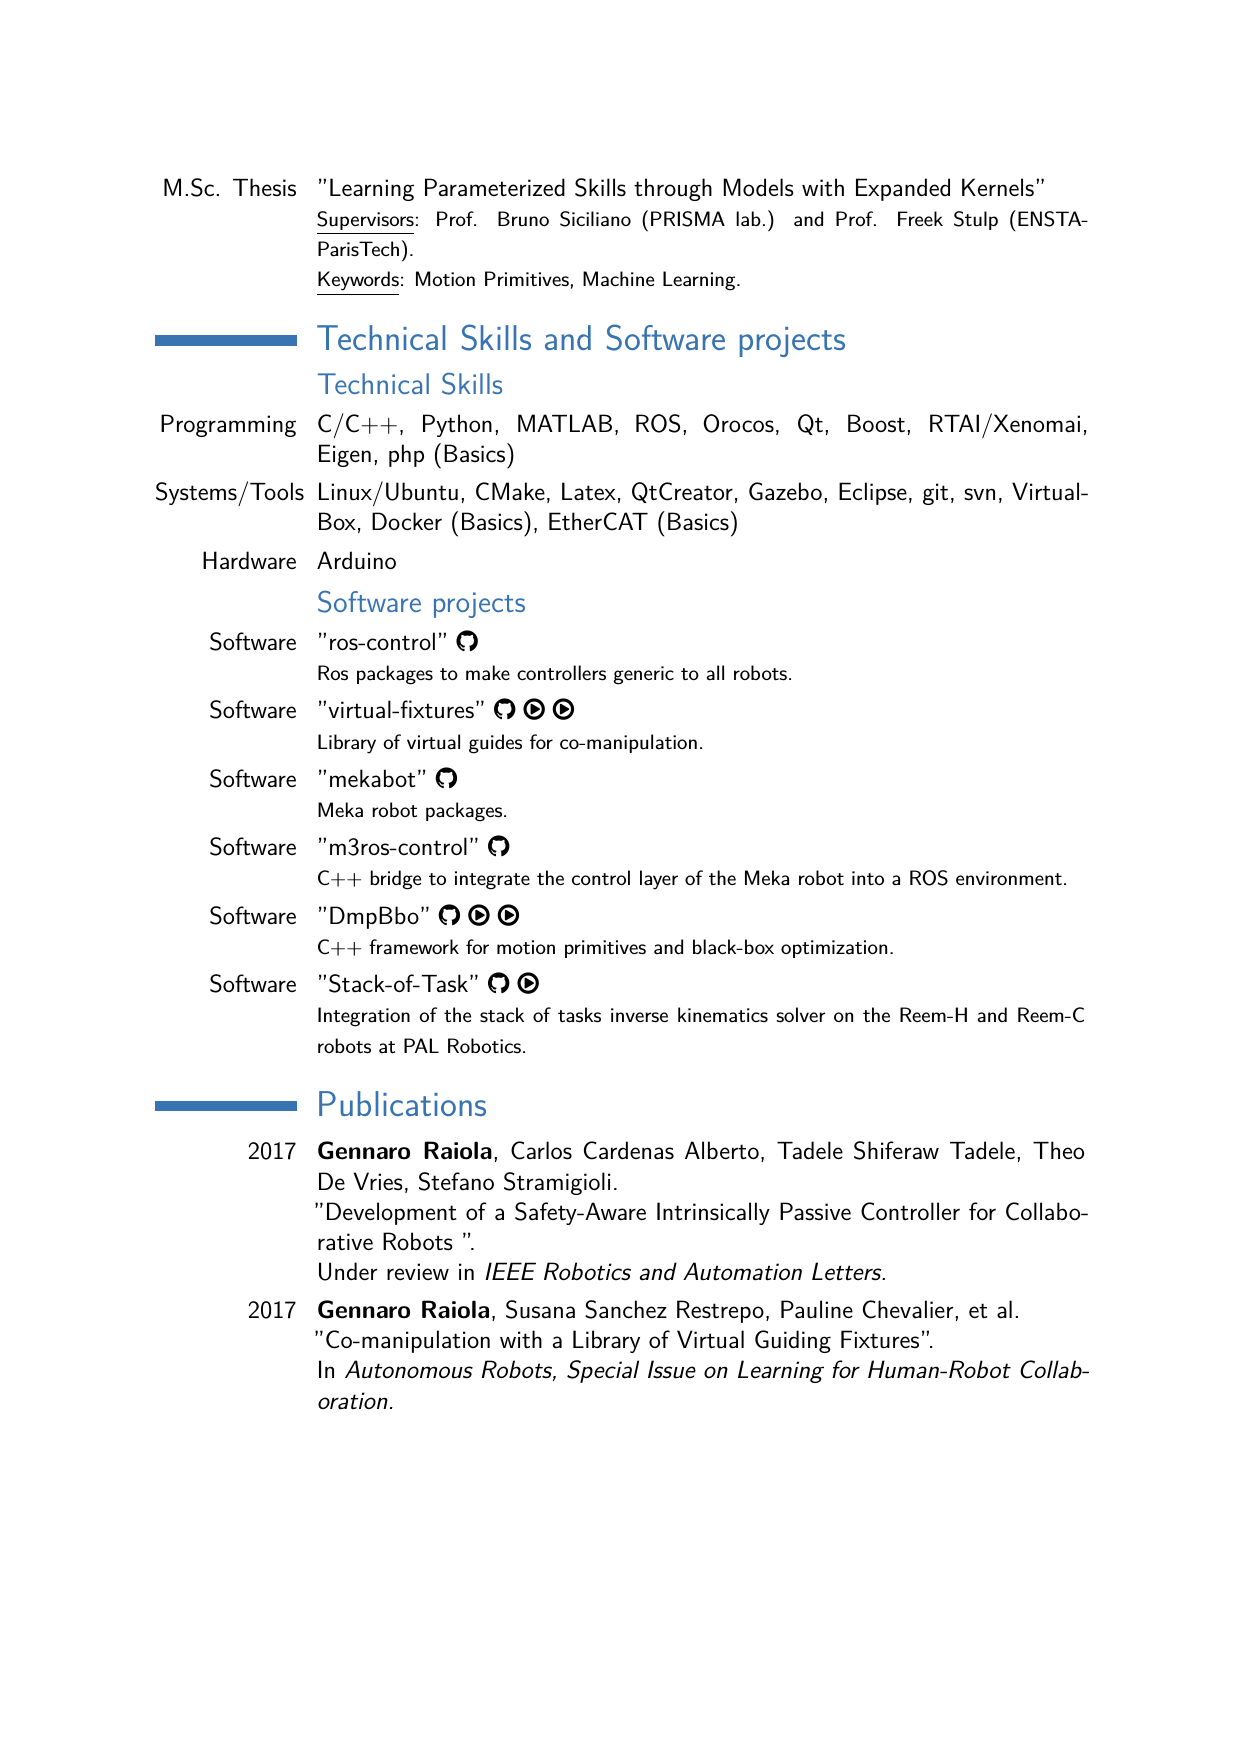 M.Sc. Thesis ”Learning Parameterized Skills through Models with Expanded Kernels”
Supervisors: Prof. Bruno Siciliano (PRISMA lab.) and Prof. Freek Stulp (ENSTA-
ParisTech).
Keywords: Motion Primitives, Machine Learning.
Technical Skills and Software projects
Technical Skills
Programming C/C++, Python, MATLAB, ROS, Orocos, Qt, Boost, RTAI/Xenomai,
Eigen, php (Basics)
Systems/Tools Linux/Ubuntu, CMake, Latex, QtCreator, Gazebo, Eclipse, git, svn, Virtual-
Box, Docker (Basics), EtherCAT (Basics)
Hardware Arduino
Software projects
Software ”ros-control”
Ros packages to make controllers generic to all robots.
Software ”virtual-fixtures”
Library of virtual guides for co-manipulation.
Software ”mekabot”
Meka robot packages.
Software ”m3ros-control”
C++ bridge to integrate the control layer of the Meka robot into a ROS environment.
Software ”DmpBbo”
C++ framework for motion primitives and black-box optimization.
Software ”Stack-of-Task”
Integration of the stack of tasks inverse kinematics solver on the Reem-H and Reem-C
robots at PAL Robotics.
Publications
2017 Gennaro Raiola, Carlos Cardenas Alberto, Tadele Shiferaw Tadele, Theo
De Vries, Stefano Stramigioli.
”Development of a Safety-Aware Intrinsically Passive Controller for Collabo-
rative Robots ”.
Under review in IEEE Robotics and Automation Letters.
2017 Gennaro Raiola, Susana Sanchez Restrepo, Pauline Chevalier, et al.
”Co-manipulation with a Library of Virtual Guiding Fixtures”.
In Autonomous Robots, Special Issue on Learning for Human-Robot Collab-
oration.